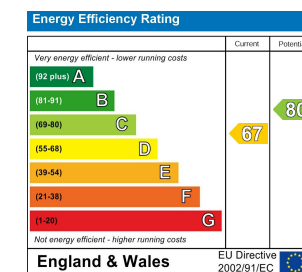 Energy Efficiency Rating
Current Potenti
Very energy efficient - lower running costs
(92 plus) A
(81-91) B
(69-80) C
(55-68) D
(39-54) E
(21-38) F
(1-20) G
67
80
Not energy efficient - higher running costs
England & Wales
EU Directive
2002/91/EC